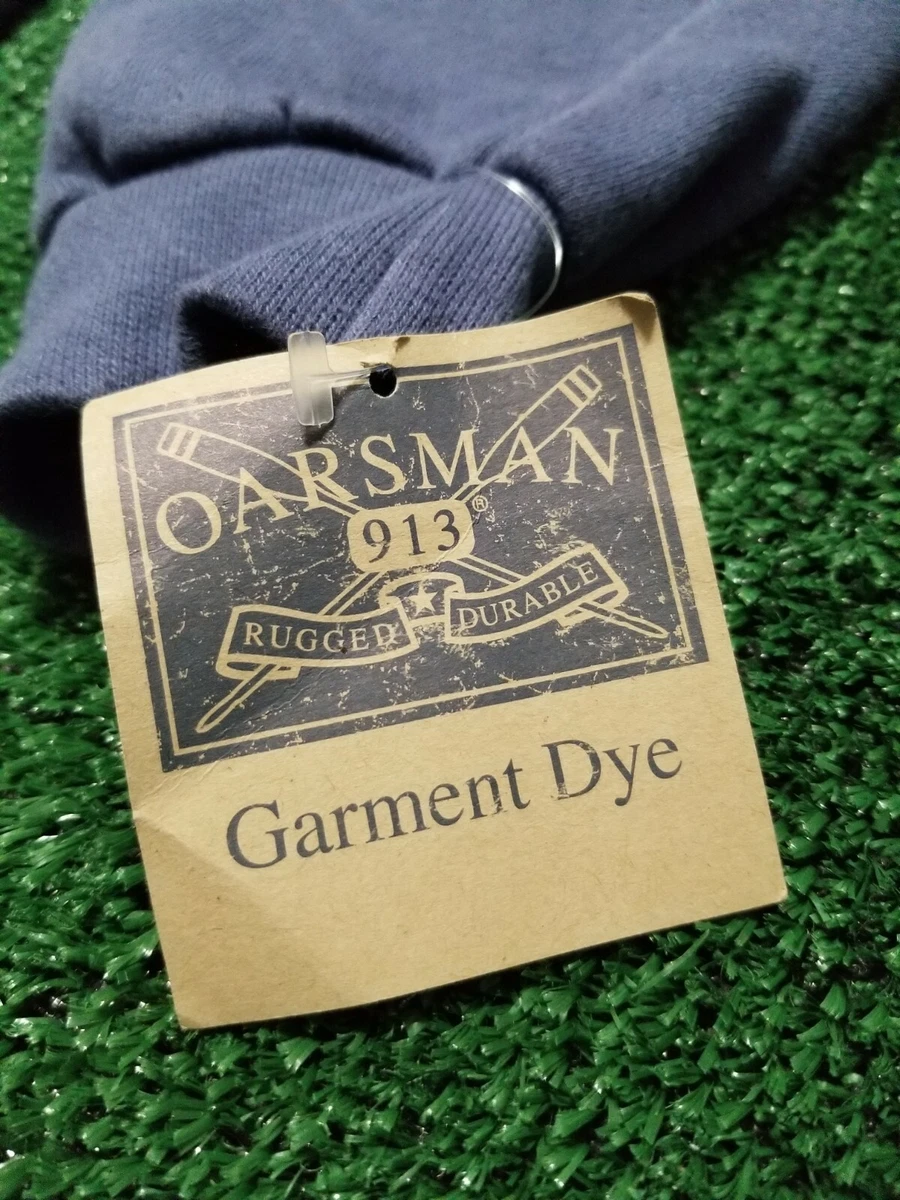 OARSMAN
913®
RUGGED ★ DURABLE
Garment Dye